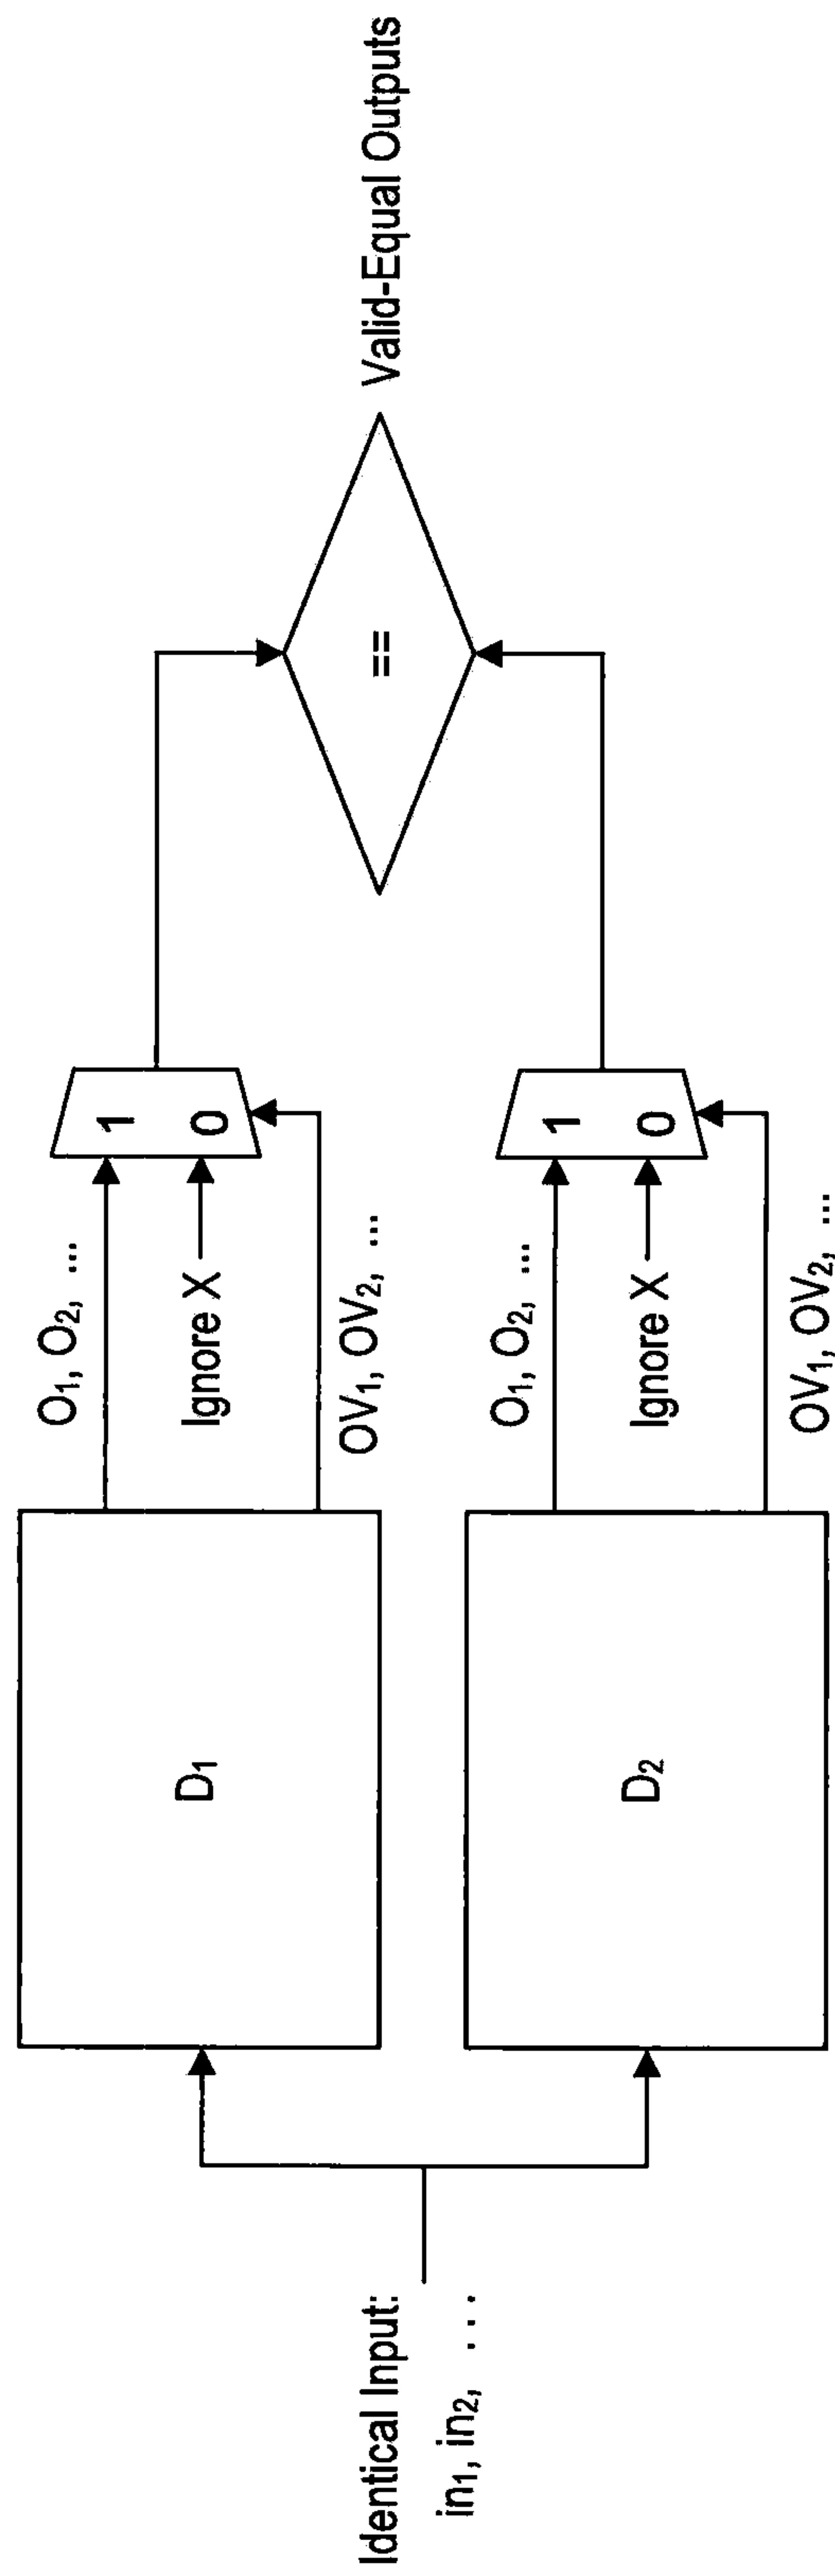 Identical Input:
in₁, in₂, ...
D₁
O₁, O₂, ...
Ignore X
OV₁, OV₂, ...
1
0
D₂
O₁, O₂, ...
Ignore X
OV₁, OV₂, ...
1
0
==
Valid-Equal Outputs